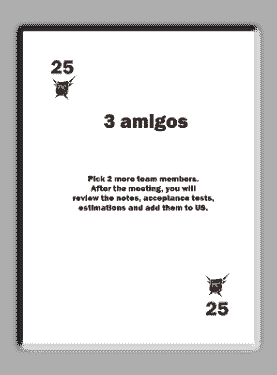 25
3 amigos
Pick 2 more team members.
After the meeting, you will
review the notes, acceptance tests,
estimations and add them to US.
25